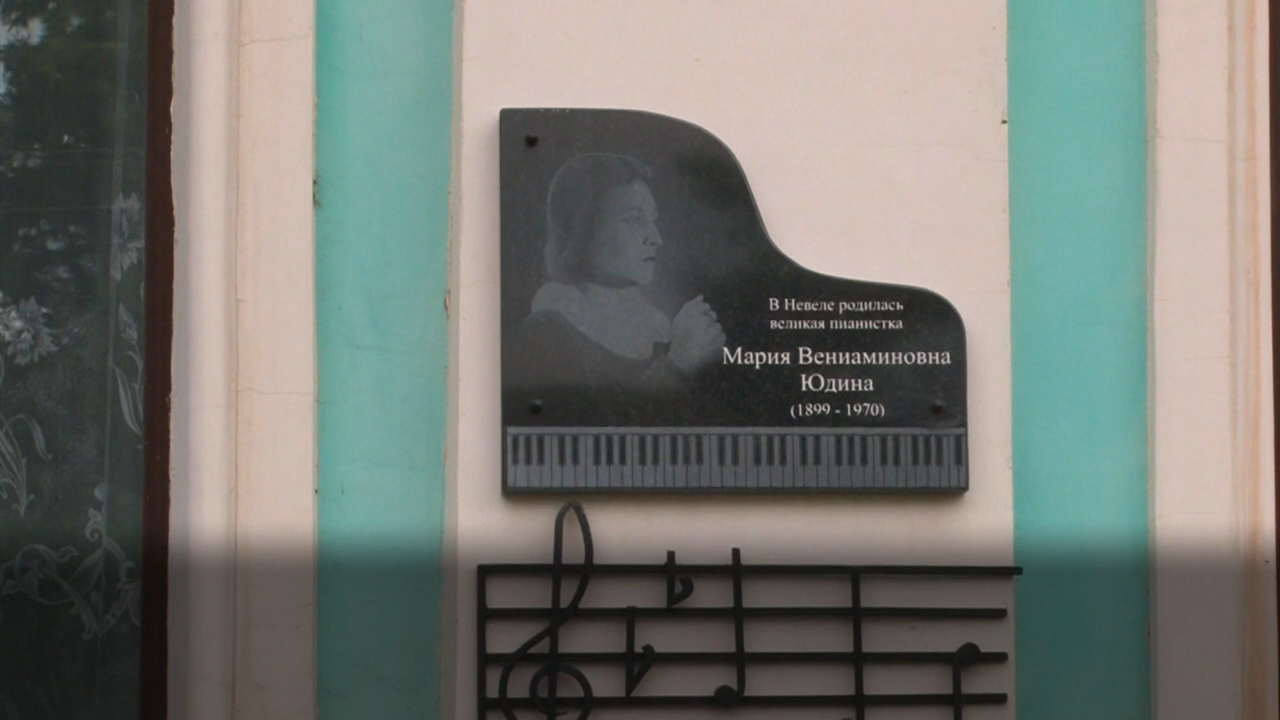 В Невеле родилась
великая пианистка
Мария Вениаминовна
Юдина
(1899 - 1970)